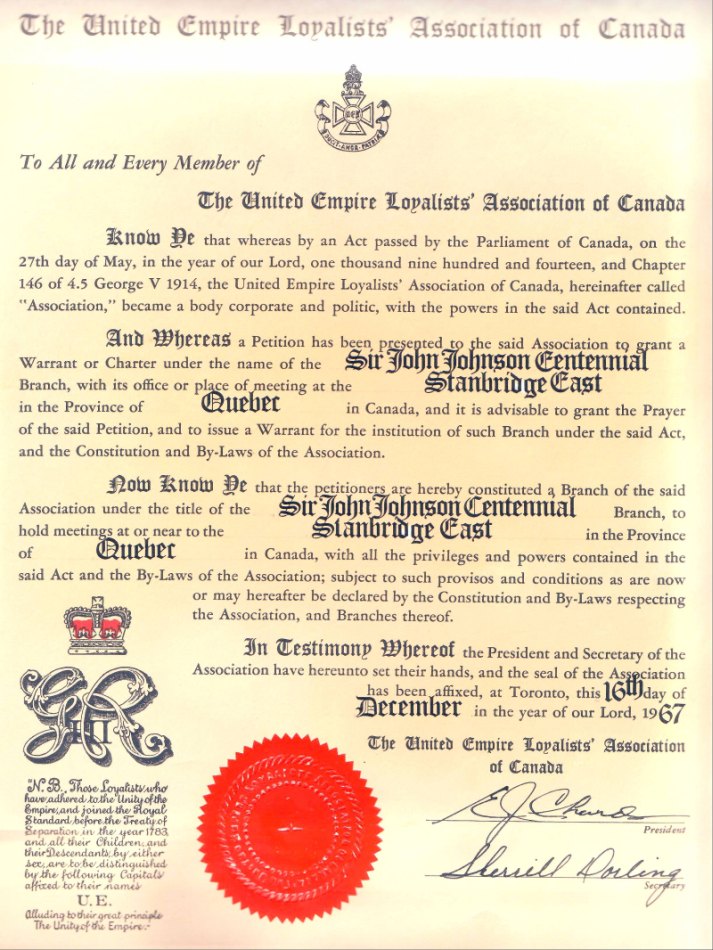 The United Empire Loyalists' Association of Canada
To All and Every Member of
The United Empire Loyalists' Association of Canada
Know Ye that whereas by an Act passed by the Parliament of Canada, on the
27th day of May, in the year of our Lord, one thousand nine hundred and fourteen, and Chapter
146 of 4.5 George V 1914, the United Empire Loyalists' Association of Canada, hereinafter called
"Association," became a body corporate and politic, with the powers in the said Act contained.
And Whereas a Petition has been presented to the said Association to grant a
Warrant or Charter under the name of the Sir John Johnson Centennial
Branch, with its office or place of meeting at the Stanbridge East
in the Province of Quebec in Canada, and it is advisable to grant the Prayer
of the said Petition, and to issue a Warrant for the institution of such Branch under the said Act,
and the Constitution and By-Laws of the Association.
Now Know Ye that the petitioners are hereby constituted a Branch of the said
Association under the title of the Sir John Johnson Centennial Branch, to
hold meetings at or near to the Stanbridge East in the Province
of Quebec in Canada, with all the privileges and powers contained in the
said Act and the By-Laws of the Association; subject to such provisos and conditions as are now
or may hereafter be declared by the Constitution and By-Laws respecting
the Association, and Branches thereof.
In Testimony Whereof the President and Secretary of the
Association have hereunto set their hands, and the seal of the Association
has been affixed, at Toronto, this 16th day of
December in the year of our Lord, 1967
The United Empire Loyalists' Association
of Canada
President
Sherrill Dorling
Secretary
GR III
"N.B. Those Loyalists who
have adhered to the Unity of the
Empire, and joined the Royal
Standard before the Treaty of
Separation in the year 1783,
and all their Children, and
their Descendants by either
sex, are to be distinguished
by the following Capitals
affixed to their names
U.E.
Alluding to their great principle
The Unity of the Empire."